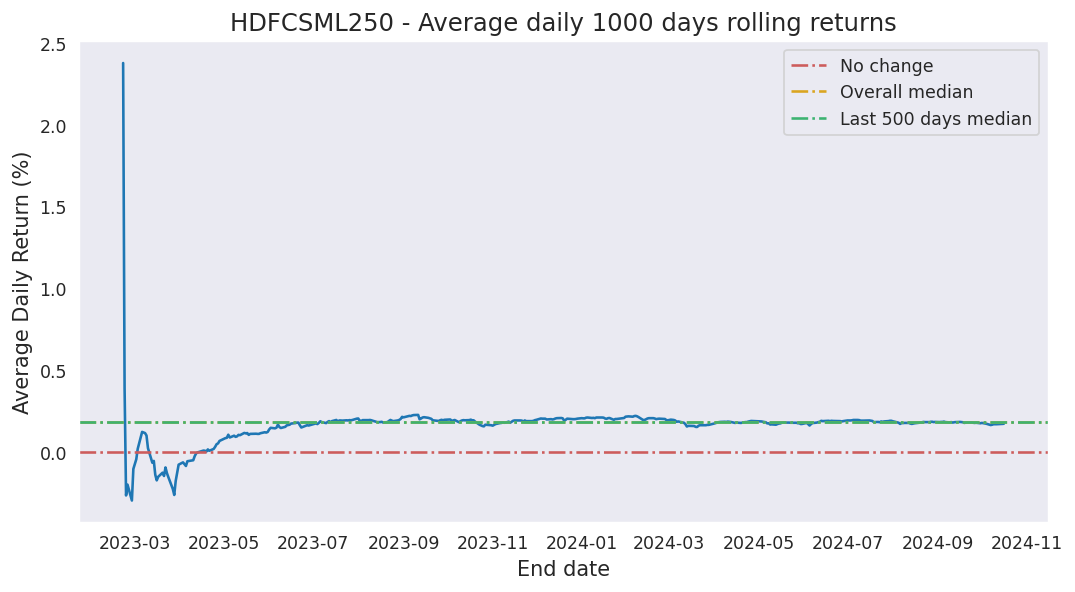 HDFCSML250 - Average daily 1000 days rolling returns
No change
Overall median
Last 500 days median
Average Daily Return (%)
2.5
2.0
1.5
1.0
0.5
0.0
2023-03 2023-05 2023-07 2023-09 2023-11 2024-01 2024-03 2024-05 2024-07 2024-09 2024-11
End date